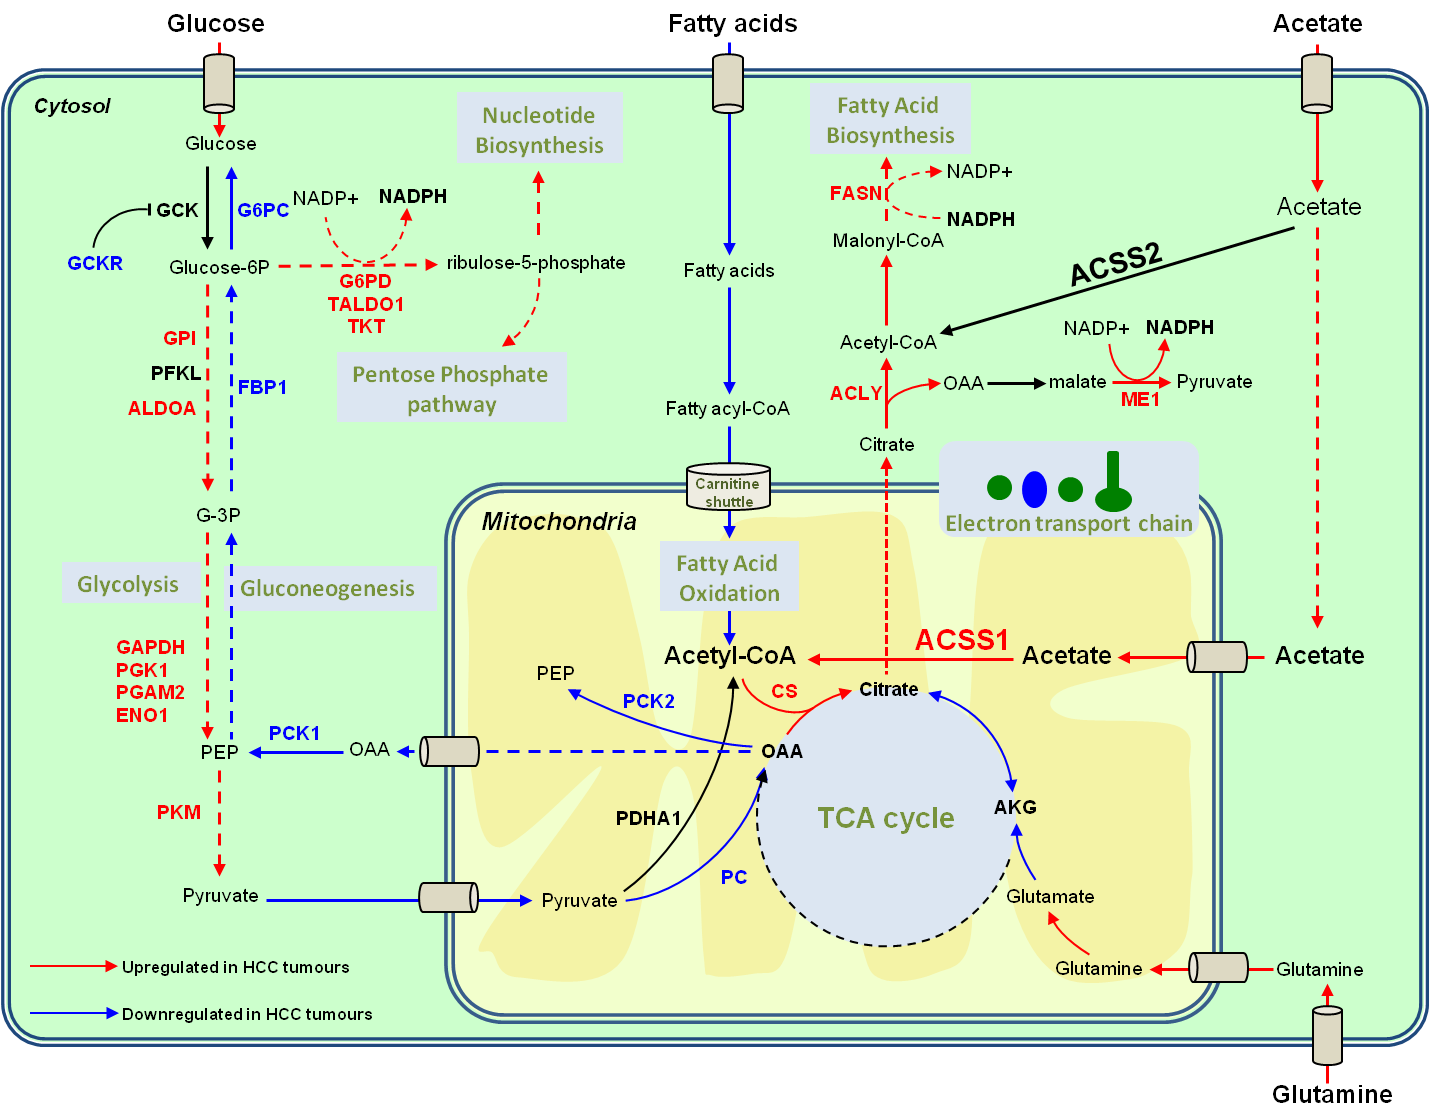 Glucose
Fatty acids
Acetate
Cytosol
Glucose
Nucleotide
Biosynthesis
Fatty Acid
Biosynthesis
NADP+
FASN
NADPH
Malonyl-CoA
Acetate
GCK
G6PC
NADP+
NADPH
GCKR
Glucose-6P
ribulose-5-phosphate
G6PD
TALDO1
TKT
Fatty acids
ACSS2
GPI
PFKL
ALDOA
FBP1
Pentose Phosphate
pathway
Acetyl-CoA
NADP+
NADPH
ACLY
OAA
malate
Pyruvate
ME1
Fatty acyl-CoA
Citrate
Carnitine
shuttle
G-3P
Mitochondria
Electron transport chain
Glycolysis
Gluconeogenesis
Fatty Acid
Oxidation
GAPDH
PGK1
PGAM2
ENO1
Acetyl-CoA
ACSS1
Acetate
Acetate
PEP
PCK2
CS
Citrate
PEP
PCK1
OAA
OAA
PKM
PDHA1
TCA cycle
AKG
PC
Pyruvate
Pyruvate
Glutamate
Glutamine
Glutamine
Upregulated in HCC tumours
Downregulated in HCC tumours
Glutamine